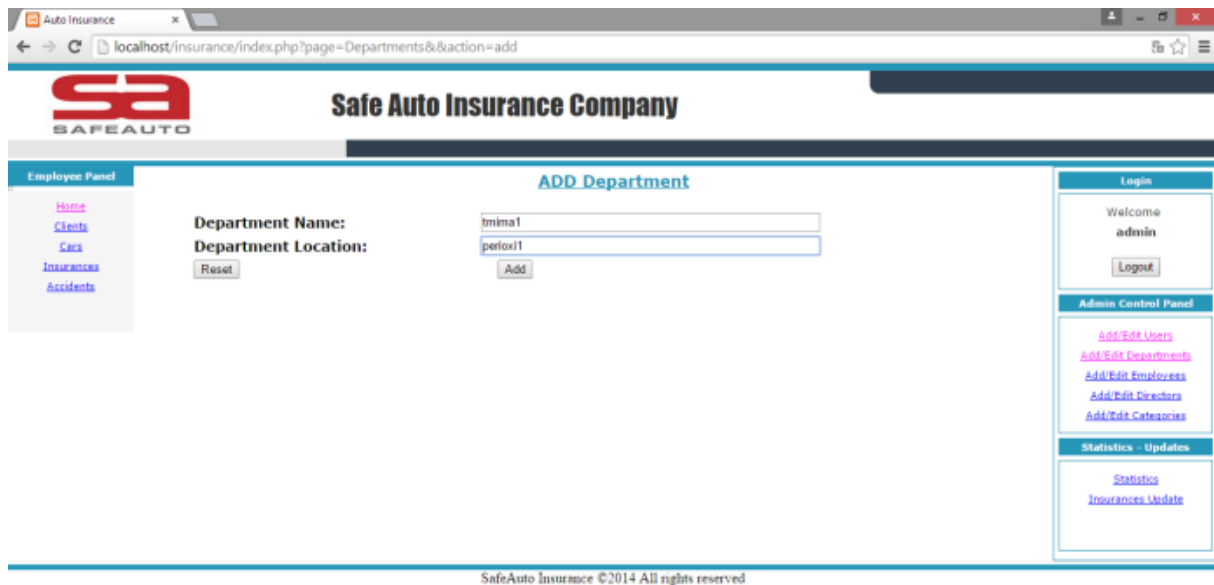 Auto Insurance
localhost/insurance/index.php?page=Departments&&action=add
sa
SAFEAUTO
Safe Auto Insurance Company
Employee Panel
Home
Clients
Cars
Insurances
Accidents
ADD Department
Department Name: tmima1
Department Location: perioxi1
Reset Add
Login
Welcome
admin
Logout
Admin Control Panel
Add/Edit Users
Add/Edit Departments
Add/Edit Employees
Add/Edit Directors
Add/Edit Categories
Statistics - Updates
Statistics
Insurances Update
SafeAuto Insurance ©2014 All rights reserved